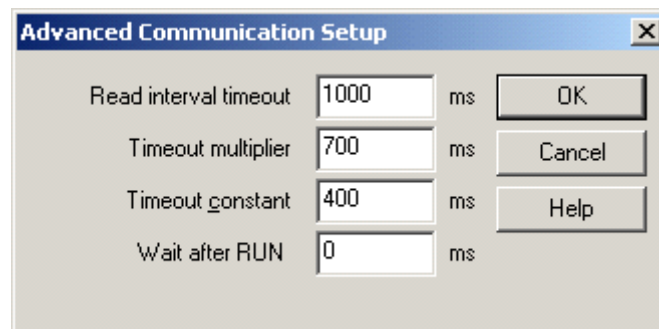 Advanced Communication Setup
Read interval timeout 1000 ms OK
Timeout multiplier 700 ms Cancel
Timeout constant 400 ms Help
Wait after RUN 0 ms